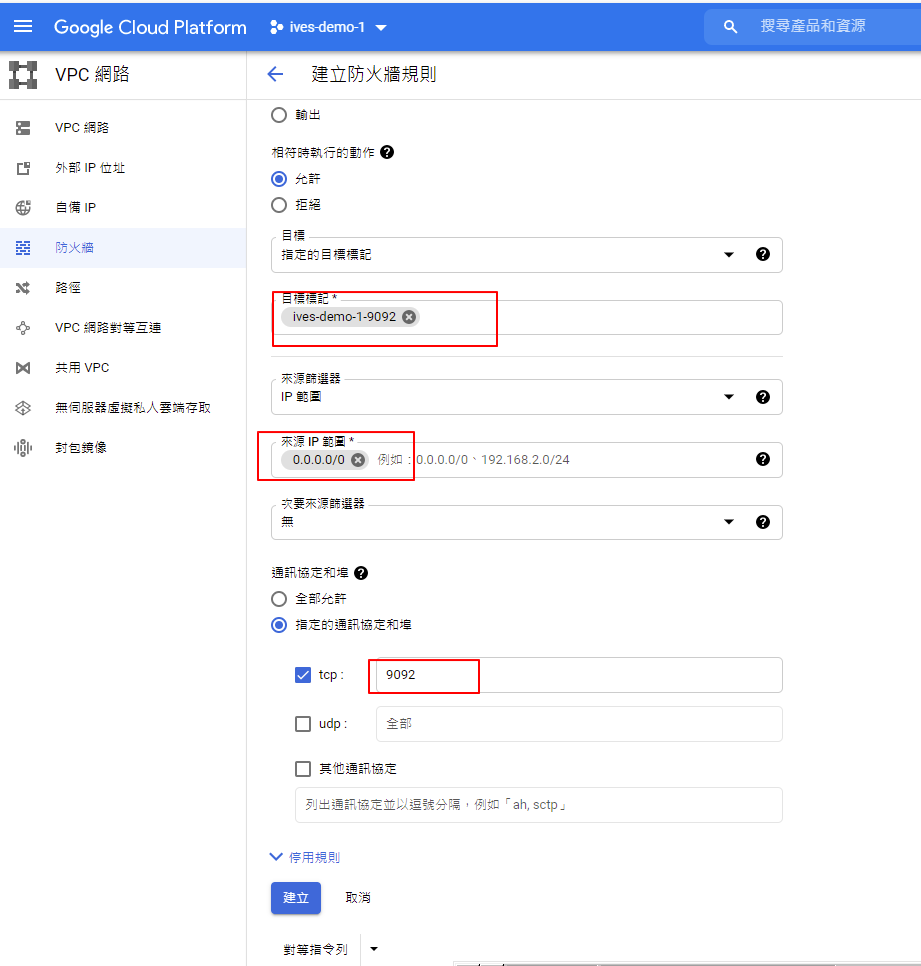 Google Cloud Platform ives-demo-1 搜尋產品和資源
VPC 網路
建立防火牆規則
VPC 網路
外部 IP 位址
自備 IP
防火牆
路徑
VPC 網路對等互連
共用 VPC
無伺服器虛擬私人雲端存取
封包鏡像
輸出
相符時執行的動作
允許
拒絕
目標
指定的目標標記
目標標記 *
ives-demo-1-9092
來源篩選器
IP 範圍
來源 IP 範圍 *
0.0.0.0/0 例如：0.0.0.0/0、192.168.2.0/24
次要來源篩選器
無
通訊協定和埠
全部允許
指定的通訊協定和埠
tcp : 9092
udp : 全部
其他通訊協定
列出通訊協定並以逗號分隔，例如「ah, sctp」
停用規則
建立 取消
對等指令列